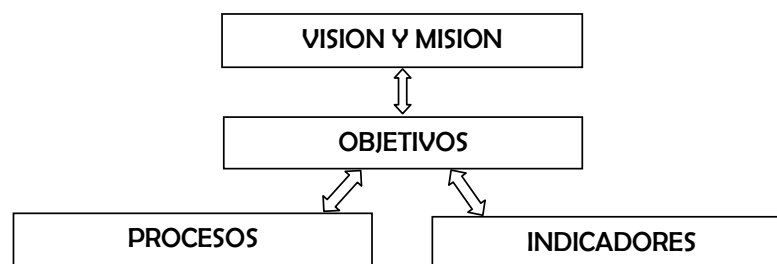 VISION Y MISION
OBJETIVOS
PROCESOS
INDICADORES